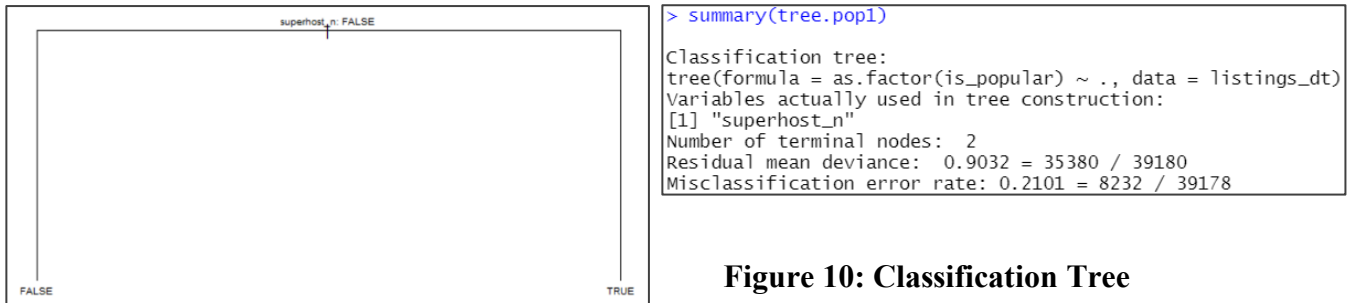 superhost_n: FALSE
FALSE
TRUE
> summary(tree.pop1)
Classification tree:
tree(formula = as.factor(is_popular) ~ ., data = listings_dt)
Variables actually used in tree construction:
[1] "superhost_n"
Number of terminal nodes:  2
Residual mean deviance:  0.9032 = 35380 / 39180
Misclassification error rate: 0.2101 = 8232 / 39178
Figure 10: Classification Tree